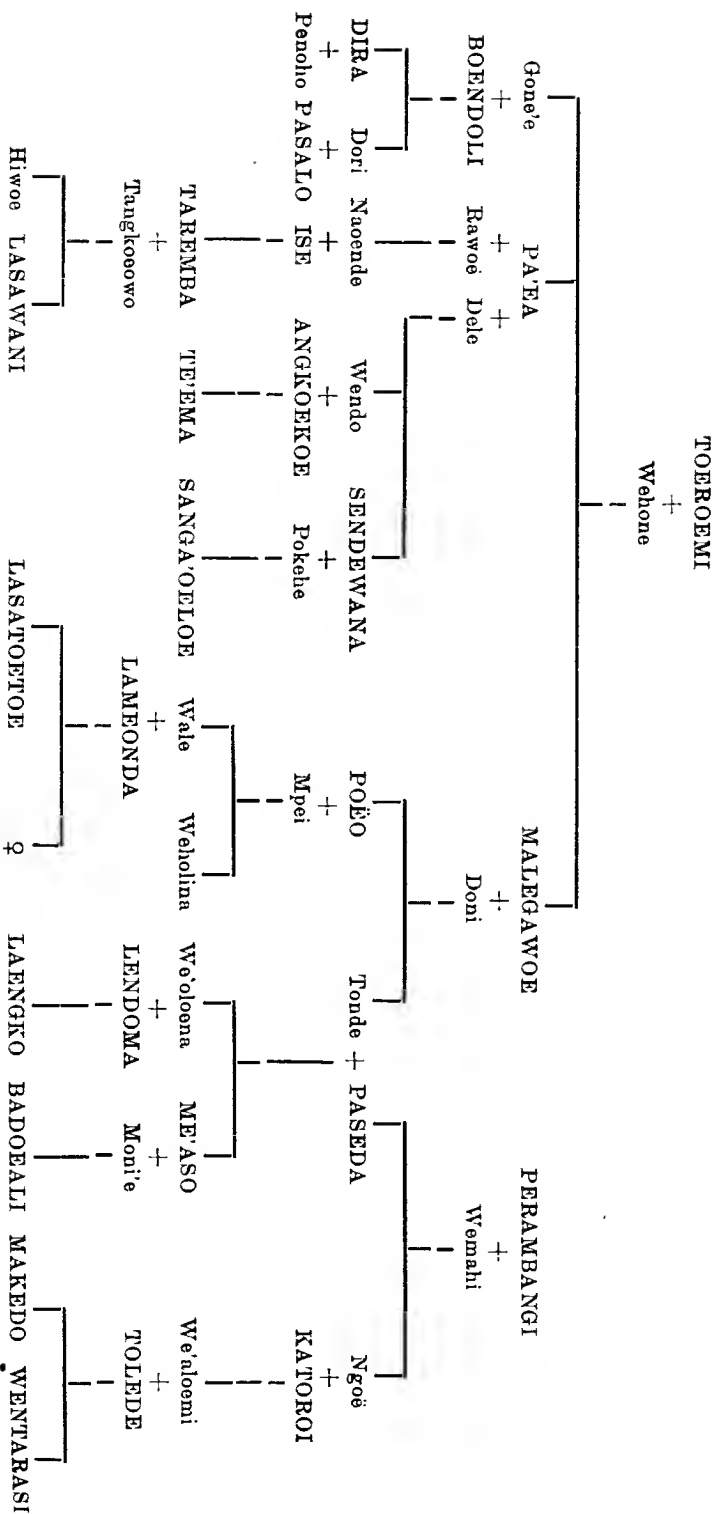 TOEROEMI
+
Wehone
Gone'e PA'EA MALEGAWOE PERAMBANGI
+ + + + +
BOENDOLI Rawoë Dele Doni Wemahi
DIRA Dori Naoende Wendo SENDEWANA POËO Tonde + PASEDA Ngoë
+ + + + + + +
Penoho PASALO ISE ANGKOEKOE Pokehe Mpei KATOROI
TAREMBA TE'EMA SANGA'OELOE Wale Weholina We'oloena ME'ASO We'aloemi
+ + + + +
Tangkoeowo LAMEONDA LENDOMA Moni'e TOLEDE
Hiwoe LASAWANI LASATOETOE ♀ LAENGKO BADOEALI MAKEDO WENTARASI